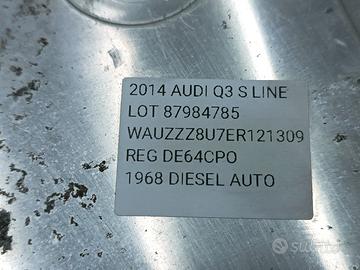 2014 AUDI Q3 S LINE
LOT 87984785
WAUZZZ8U7ER121309
REG DE64CPO
1968 DIESEL AUTO
subito